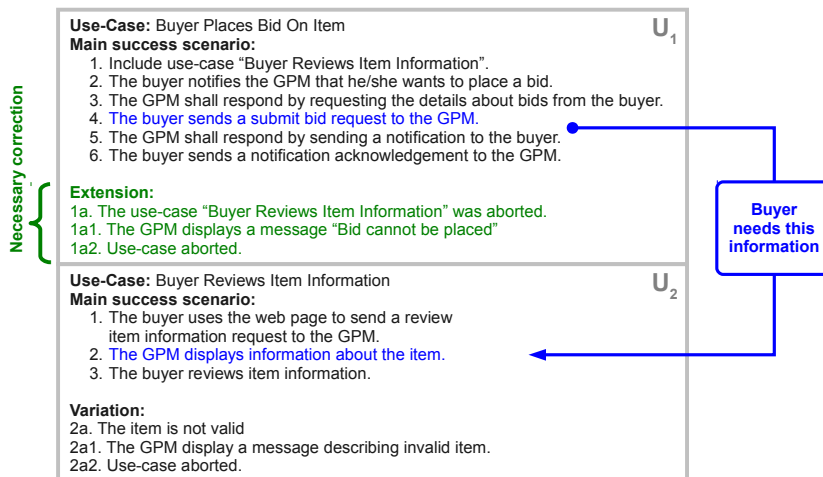 Use-Case: Buyer Places Bid On Item
U1
Main success scenario:
1. Include use-case “Buyer Reviews Item Information”.
2. The buyer notifies the GPM that he/she wants to place a bid.
3. The GPM shall respond by requesting the details about bids from the buyer.
4. The buyer sends a submit bid request to the GPM.
5. The GPM shall respond by sending a notification to the buyer.
6. The buyer sends a notification acknowledgement to the GPM.
Necessary correction
Extension:
1a. The use-case “Buyer Reviews Item Information” was aborted.
1a1. The GPM displays a message “Bid cannot be placed”
1a2. Use-case aborted.
Buyer
needs this
information
Use-Case: Buyer Reviews Item Information
U2
Main success scenario:
1. The buyer uses the web page to send a review
item information request to the GPM.
2. The GPM displays information about the item.
3. The buyer reviews item information.
Variation:
2a. The item is not valid
2a1. The GPM display a message describing invalid item.
2a2. Use-case aborted.